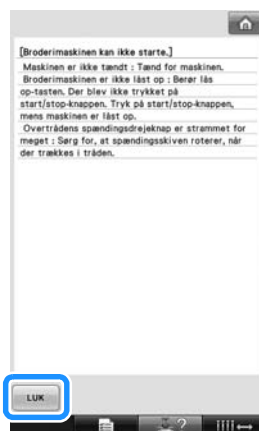 [Broderimaskinen kan ikke starte.]
Maskinen er ikke tændt : Tænd for maskinen.
Broderimaskinen er ikke låst op : Berør lås
op-tasten. Der blev ikke trykket på
start/stop-knappen. Tryk på start/stop-knappen,
mens maskinen er låst op.
Overtrådens spændingsdrejeknap er strammet for
meget : Sørg for, at spændingsskiven roterer, når
der trækkes i tråden.
LUK
?